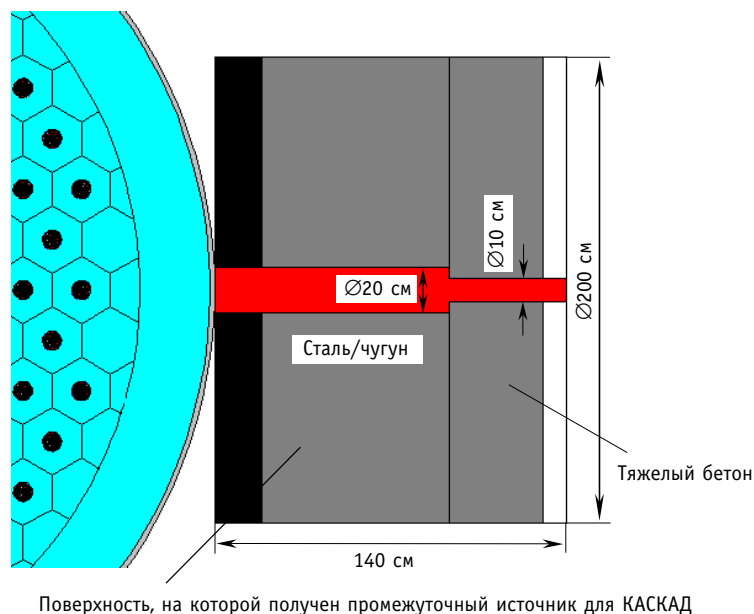 ∅10 см
∅20 см
∅200 см
Сталь/чугун
Тяжелый бетон
140 см
Поверхность, на которой получен промежуточный источник для КАСКАД